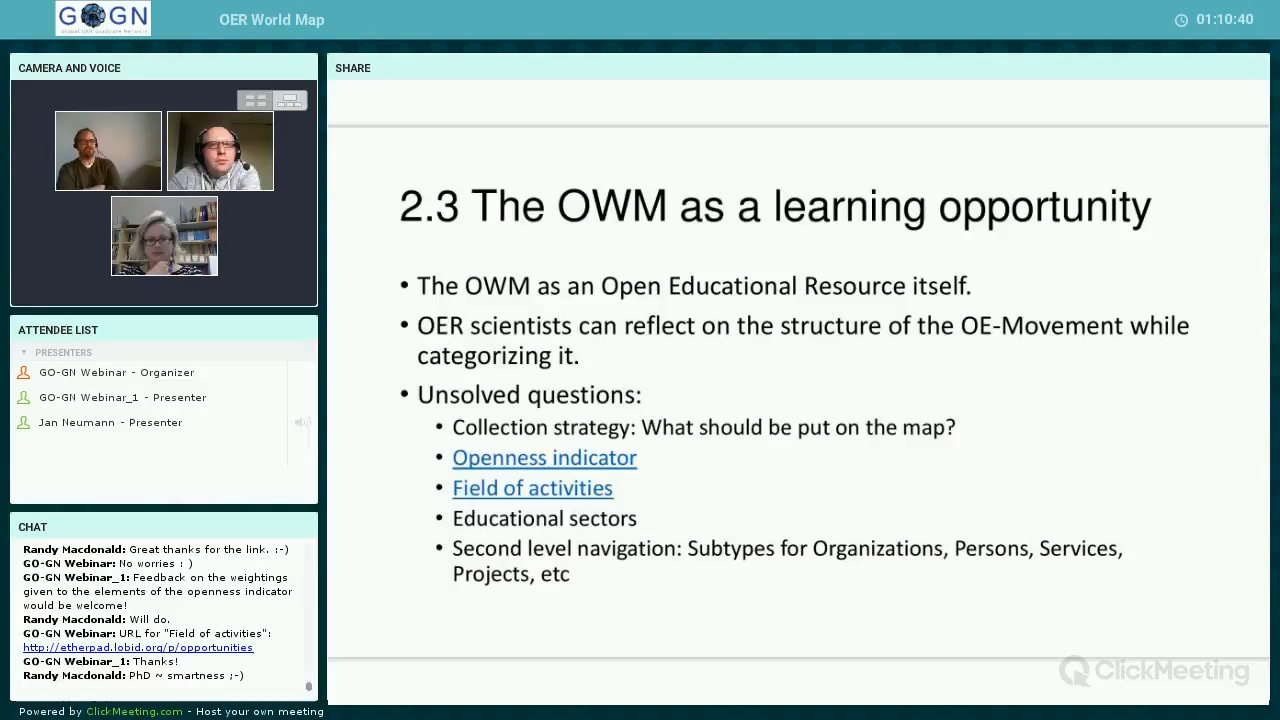 GO GN
Global OER Graduate Network
OER World Map
01:10:40
CAMERA AND VOICE
ATTENDEE LIST
PRESENTERS
GO-GN Webinar - Organizer
GO-GN Webinar_1 - Presenter
Jan Neumann - Presenter
CHAT
Randy Macdonald: Great thanks for the link. :-)
GO-GN Webinar: No worries : )
GO-GN Webinar_1: Feedback on the weightings
given to the elements of the openness indicator
would be welcome!
Randy Macdonald: Will do.
GO-GN Webinar: URL for "Field of activities":
http://etherpad.lobid.org/p/opportunities
GO-GN Webinar_1: Thanks!
Randy Macdonald: PhD ~ smartness ;-)
SHARE
2.3 The OWM as a learning opportunity
• The OWM as an Open Educational Resource itself.
• OER scientists can reflect on the structure of the OE-Movement while
categorizing it.
• Unsolved questions:
• Collection strategy: What should be put on the map?
• Openness indicator
• Field of activities
• Educational sectors
• Second level navigation: Subtypes for Organizations, Persons, Services,
Projects, etc
ClickMeeting
Powered by ClickMeeting.com - Host your own meeting